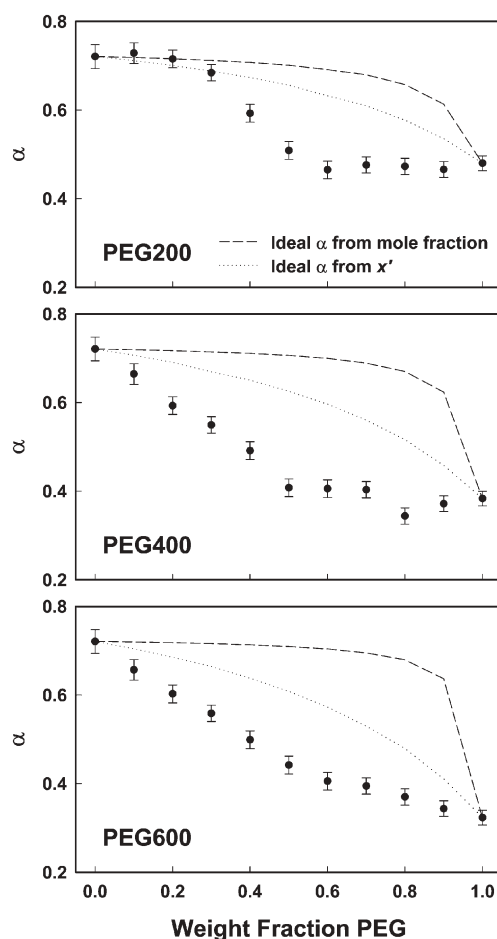 0.8
0.6
α
0.4
PEG200
Ideal α from mole fraction
Ideal α from x'
0.2
0.8
0.6
α
0.4
PEG400
0.2
0.8
0.6
α
0.4
PEG600
0.2
0.0 0.2 0.4 0.6 0.8 1.0
Weight Fraction PEG